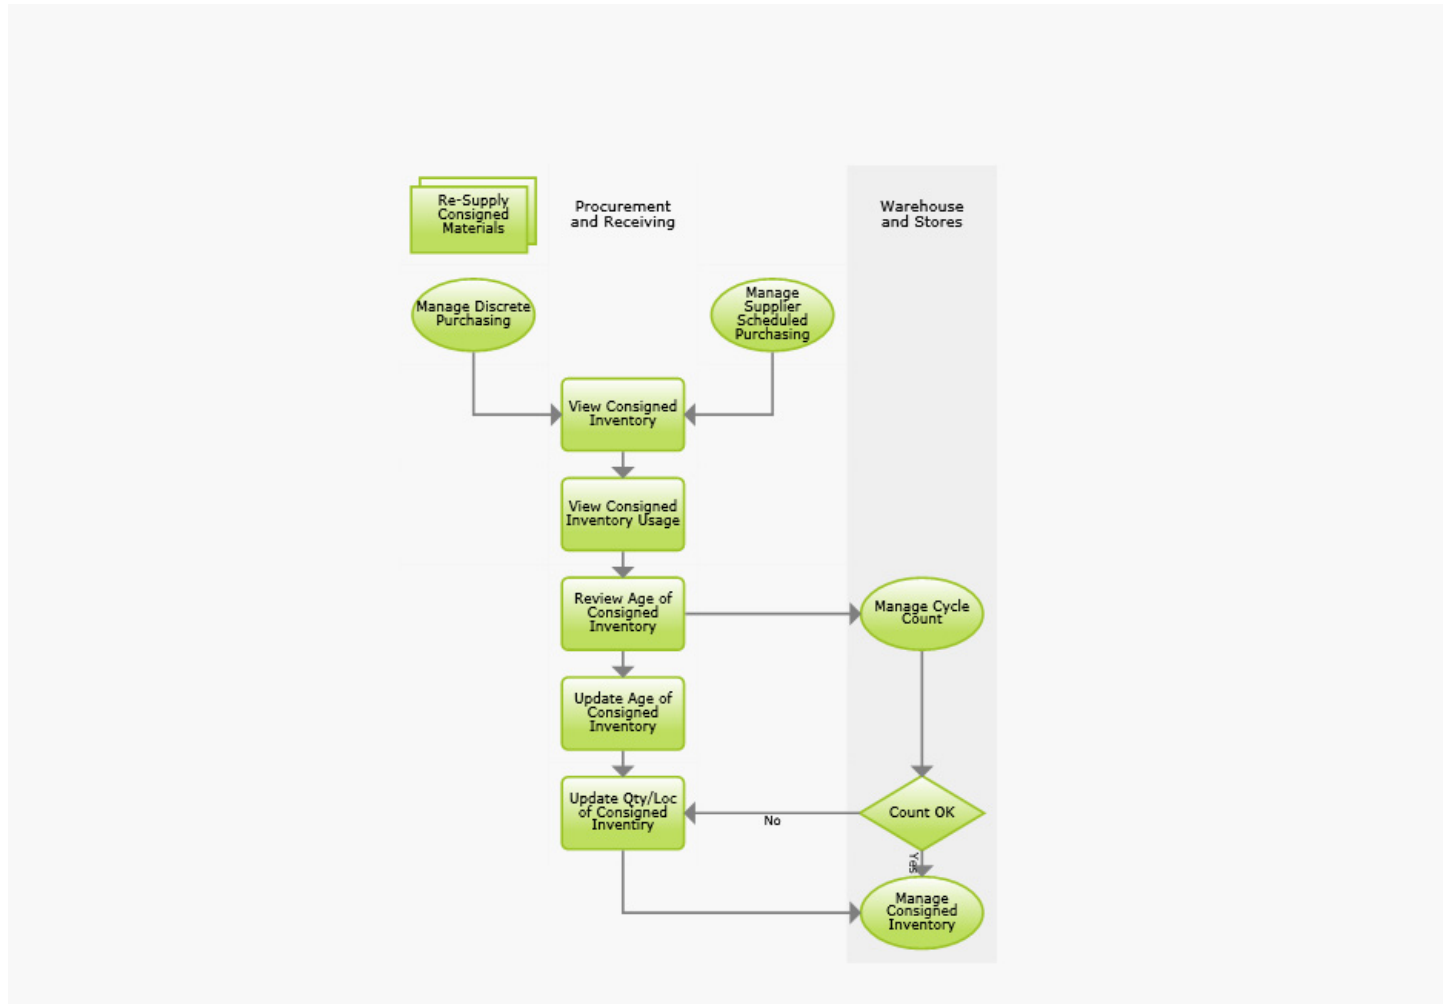 Re-Supply
Consigned
Materials
Procurement
and Receiving
Warehouse
and Stores
Manage Discrete
Purchasing
Manage
Supplier
Scheduled
Purchasing
View Consigned
Inventory
View Consigned
Inventory Usage
Review Age of
Consigned
Inventory
Manage Cycle
Count
Update Age of
Consigned
Inventory
Update Qty/Loc
of Consigned
Inventiry
No
Count OK
Yes
Manage
Consigned
Inventory